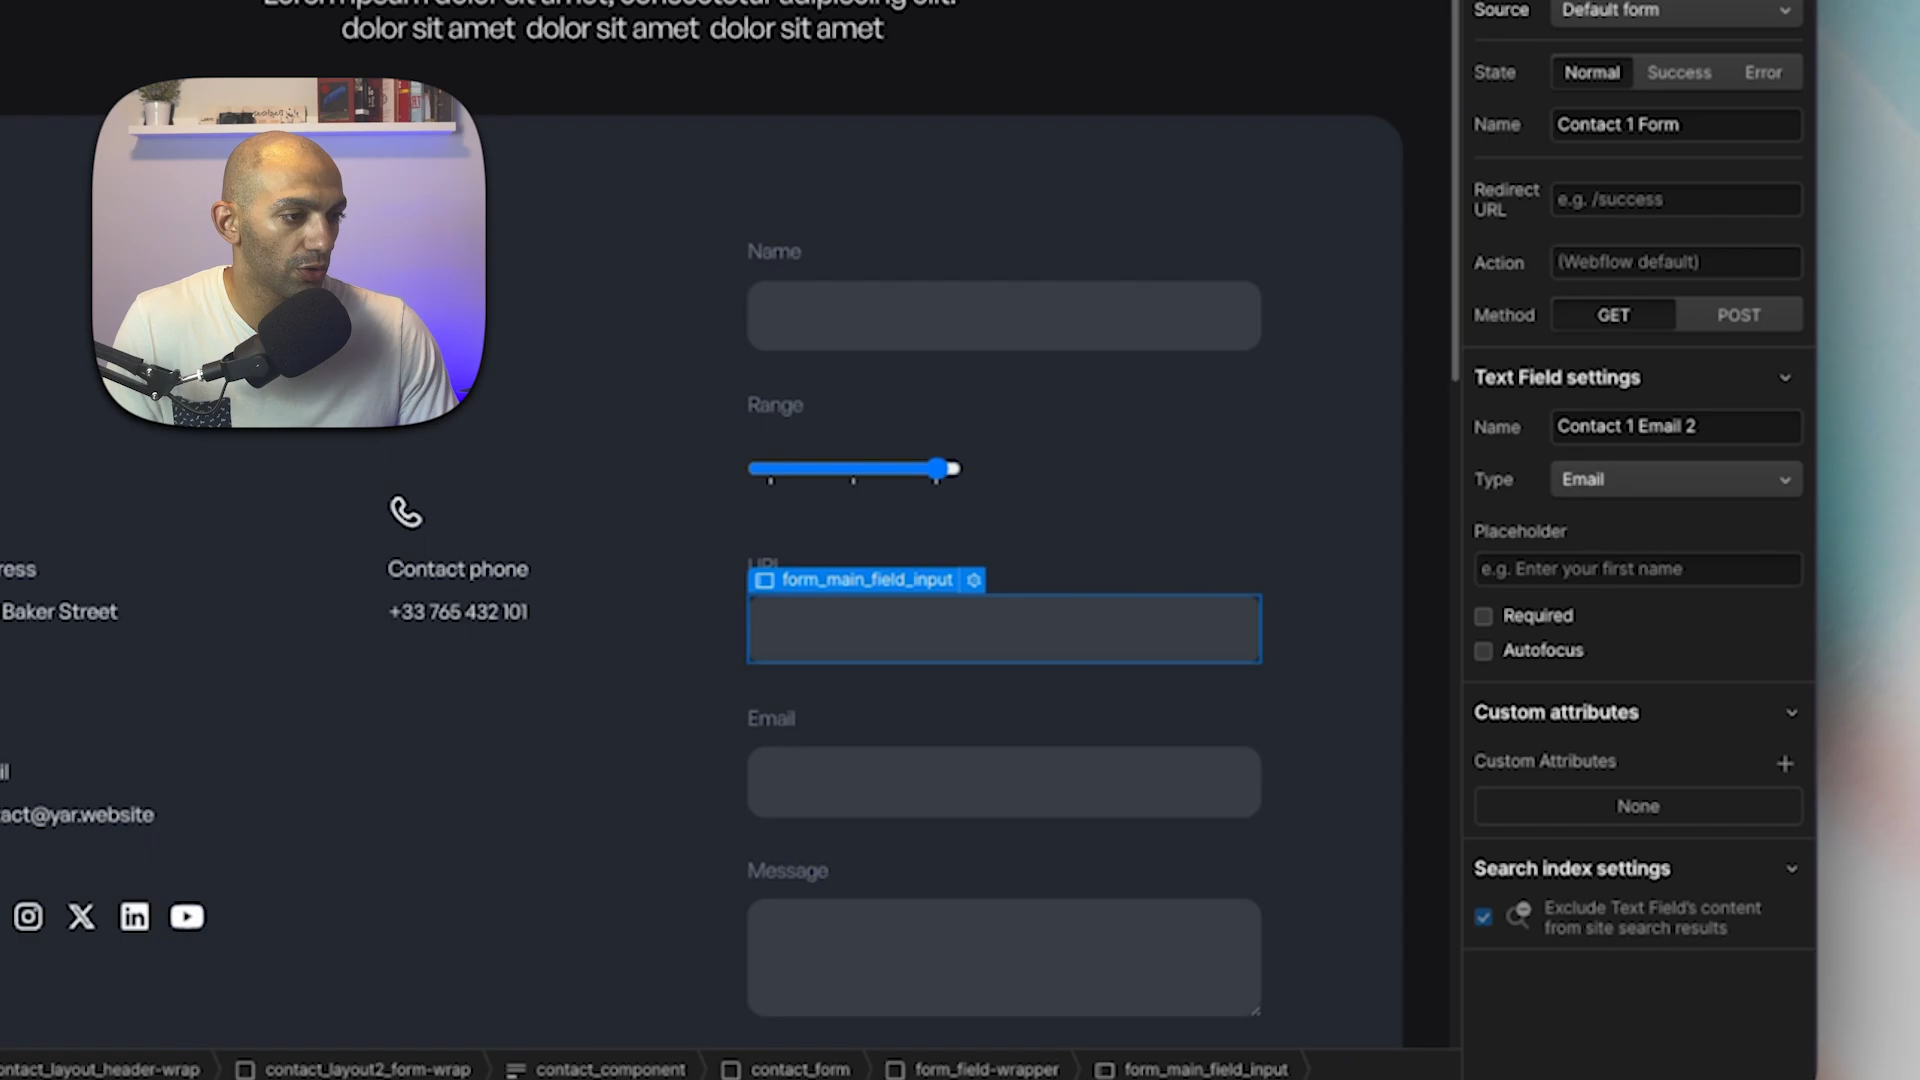 dolor sit amet dolor sit amet dolor sit amet
Name
Range
form_main_field_input
Contact phone
+33 765 432 101
Baker Street
Email
act@yar.website
Message
Source
Default form
State
Normal
Success
Error
Name
Contact 1 Form
Redirect
URL
e.g. /success
Action
(Webflow default)
Method
GET
POST
Text Field settings
Name
Contact 1 Email 2
Type
Email
Placeholder
e.g. Enter your first name
Required
Autofocus
Custom attributes
Custom Attributes
None
Search index settings
Exclude Text Field's content
from site search results
ontact_layout_header-wrap
contact_layout2_form-wrap
contact_component
contact_form
form_field-wrapper
form_main_field_input